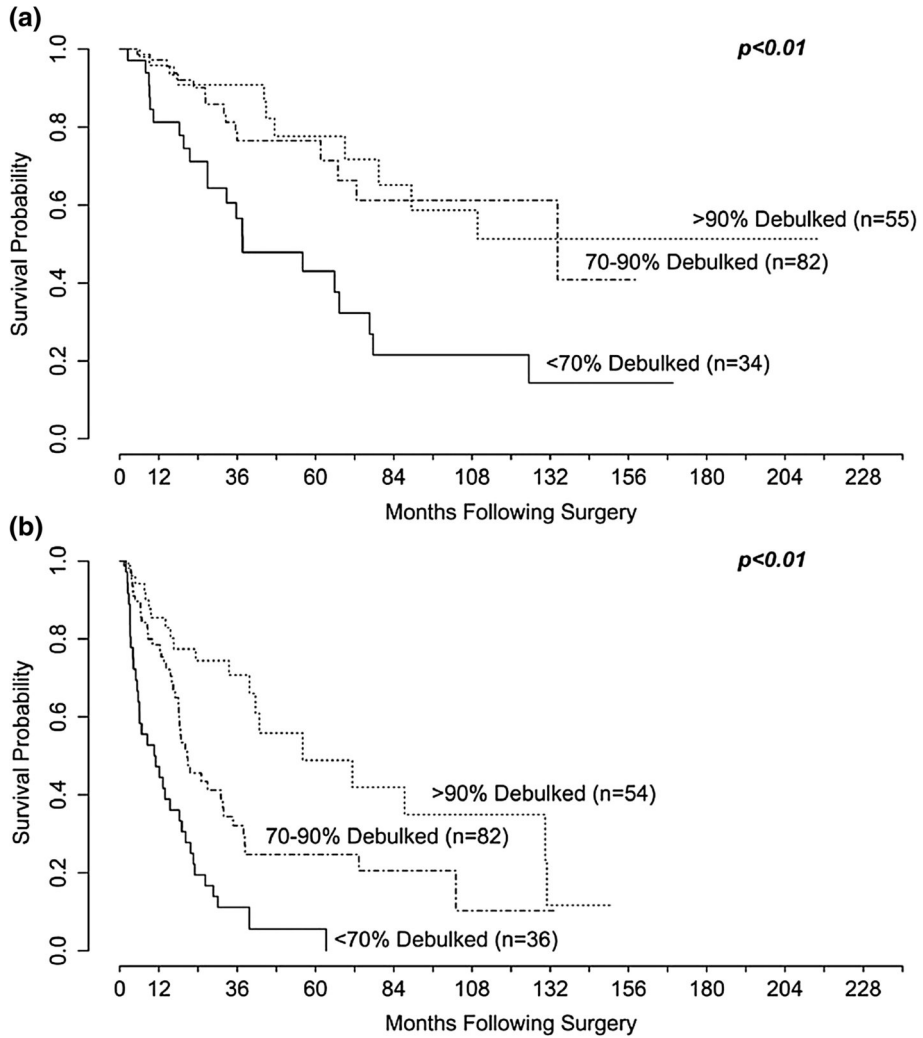 (a)
p<0.01
1.0
0.8
0.6
0.4
0.2
0.0
Survival Probability
>90% Debulked (n=55)
70-90% Debulked (n=82)
<70% Debulked (n=34)
0 12 36 60 84 108 132 156 180 204 228
Months Following Surgery
(b)
p<0.01
1.0
0.8
0.6
0.4
0.2
0.0
Survival Probability
>90% Debulked (n=54)
70-90% Debulked (n=82)
<70% Debulked (n=36)
0 12 36 60 84 108 132 156 180 204 228
Months Following Surgery